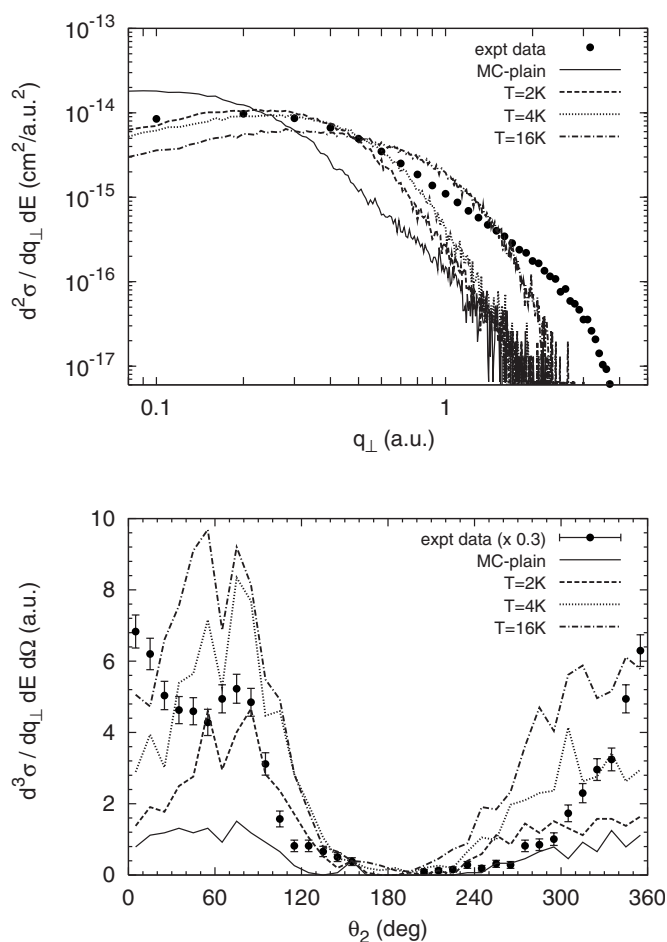 10⁻¹³
10⁻¹⁴
10⁻¹⁵
10⁻¹⁶
10⁻¹⁷
d²σ / dq⊥ dE (cm²/a.u.²)
expt data
MC-plain
T=2K
T=4K
T=16K
0.1 1
q⊥ (a.u.)
10
8
6
4
2
0
d³σ / dq⊥ dE dΩ (a.u.)
expt data (x 0.3)
MC-plain
T=2K
T=4K
T=16K
0 60 120 180 240 300 360
θ₂ (deg)